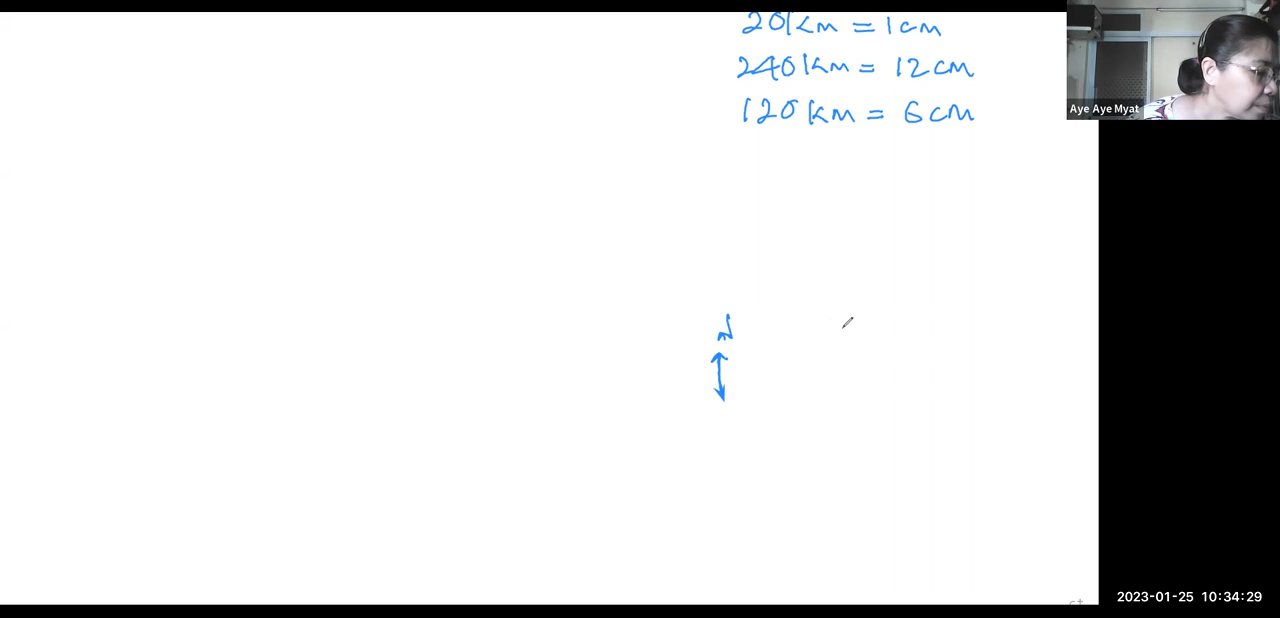 20km = 1cm
240km = 12cm
120km = 6cm
Aye Aye Myat
N
2023-01-25 10:34:29